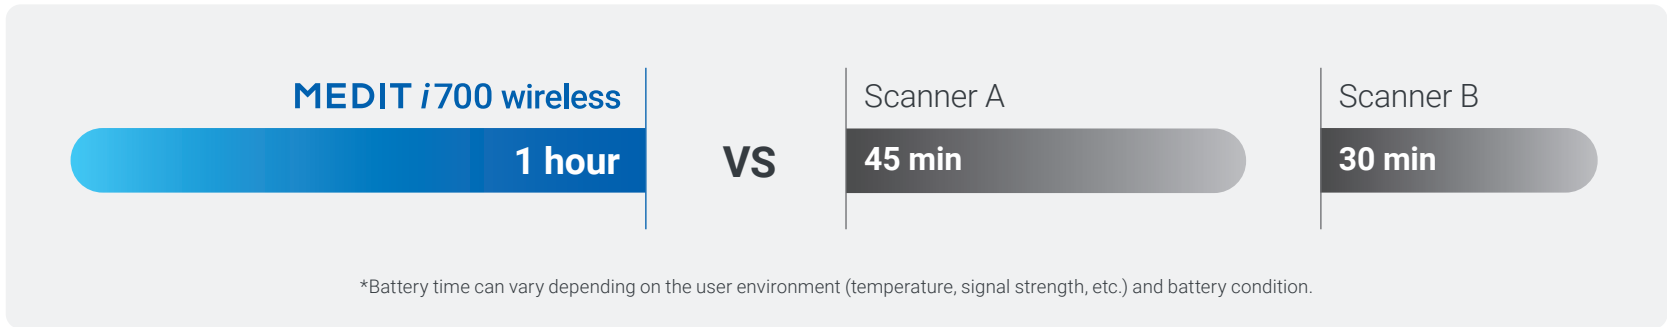 MEDIT i700 wireless
1 hour
VS
Scanner A
45 min
Scanner B
30 min
*Battery time can vary depending on the user environment (temperature, signal strength, etc.) and battery condition.